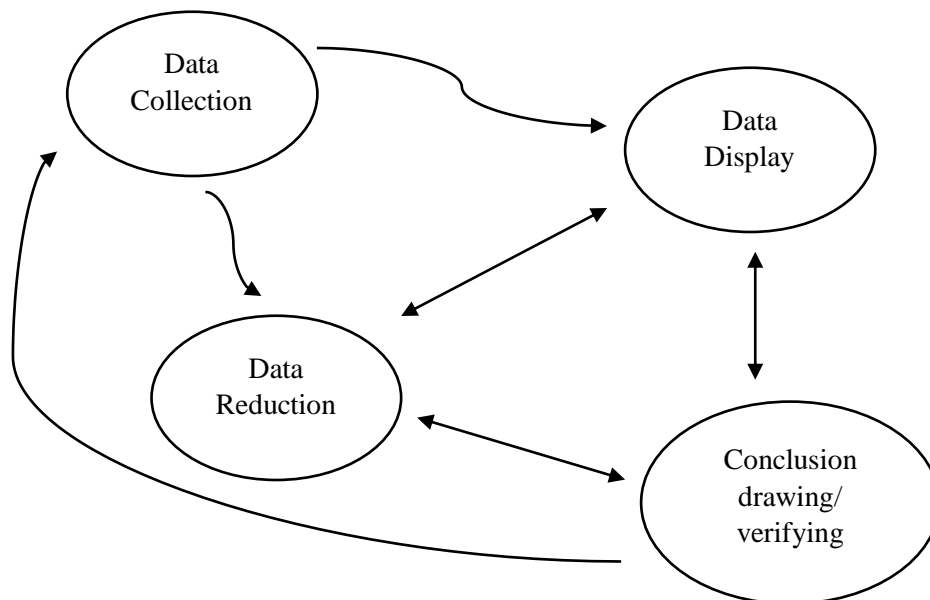 Data
Collection
Data
Display
Data
Reduction
Conclusion
drawing/
verifying